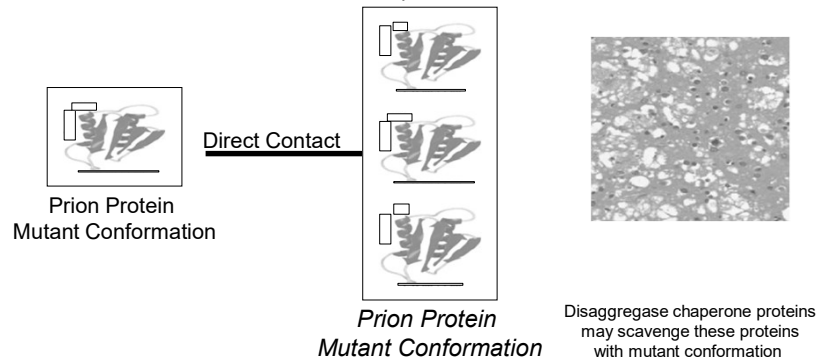 Direct Contact
Prion Protein
Mutant Conformation
Prion Protein
Mutant Conformation
Disaggregase chaperone proteins
may scavenge these proteins
with mutant conformation